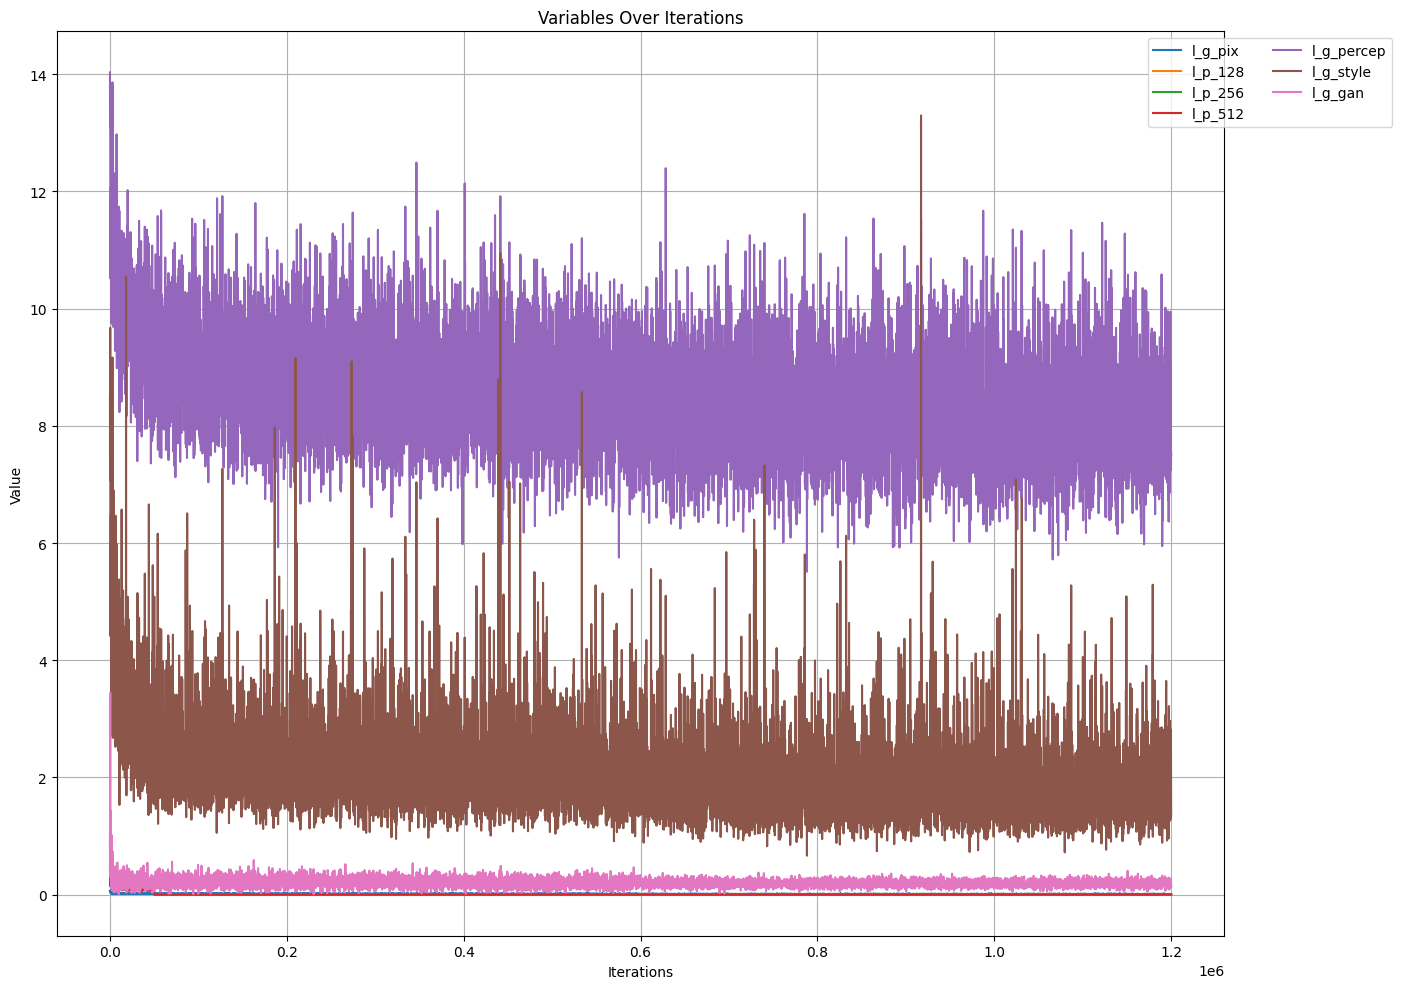 Variables Over Iterations
l_g_pix
l_p_128
l_p_256
l_p_512
l_g_percep
l_g_style
l_g_gan
14
12
10
8
6
4
2
0
Value
0.0 0.2 0.4 0.6 0.8 1.0 1.2
1e6
Iterations